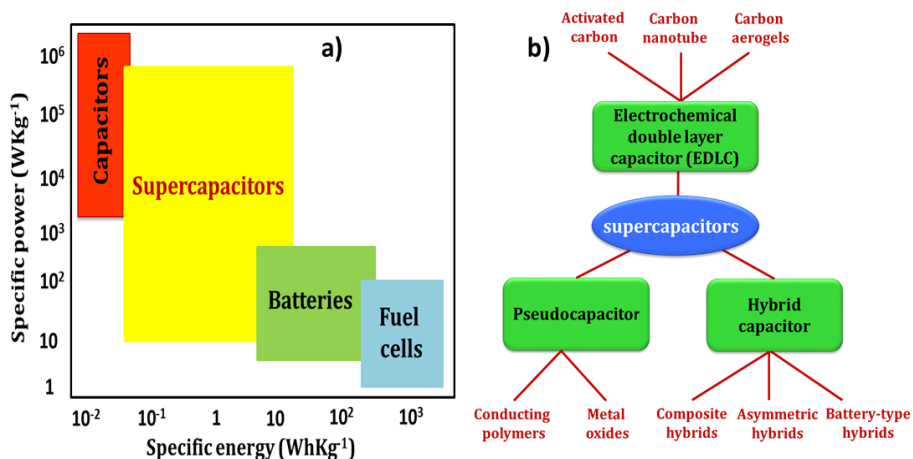 a)
Specific power (WKg⁻¹)
10⁶
10⁵
10⁴
10³
10²
10
1
Capacitors
Supercapacitors
Batteries
Fuel
cells
10⁻²
10⁻¹
1
10
10²
10³
Specific energy (WhKg⁻¹)
b)
Activated
carbon
Carbon
nanotube
Carbon
aerogels
Electrochemical
double layer
capacitor (EDLC)
supercapacitors
Pseudocapacitor
Hybrid
capacitor
Conducting
polymers
Metal
oxides
Composite
hybrids
Asymmetric
hybrids
Battery-type
hybrids